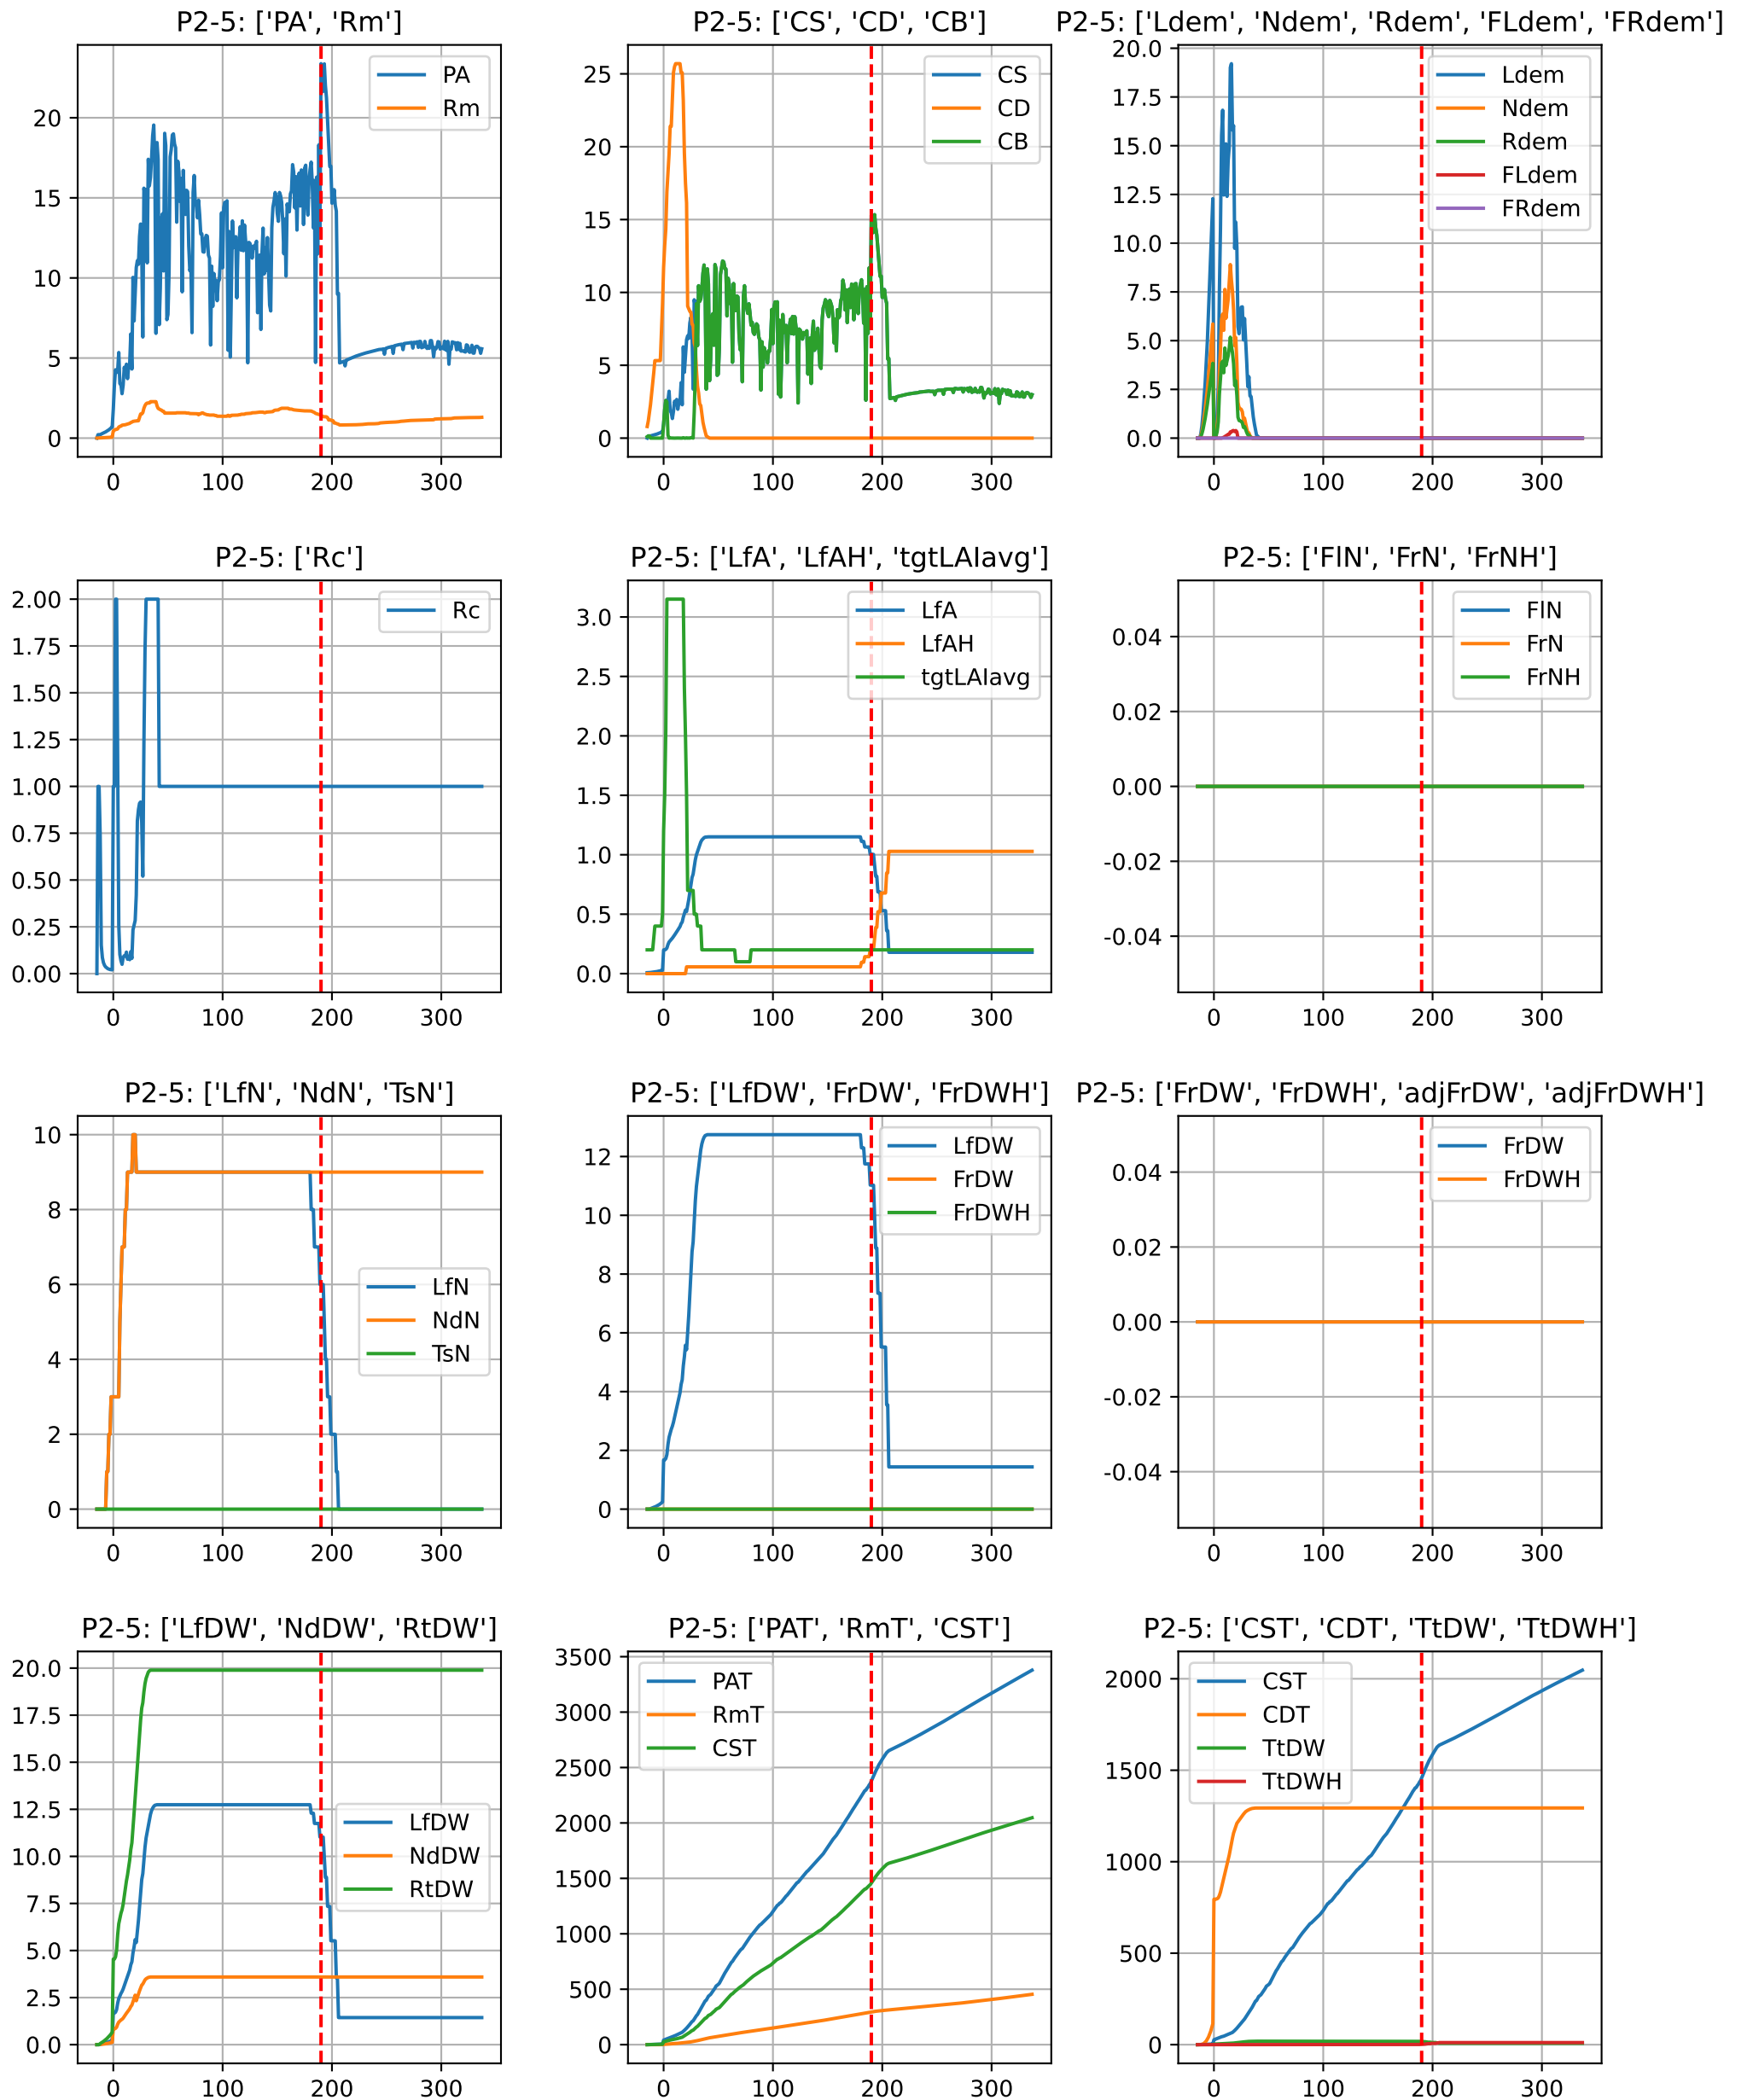 P2-5: ['PA', 'Rm']
20
15
10
5
0
0 100 200 300
PA
Rm
P2-5: ['CS', 'CD', 'CB']
25
20
15
10
5
0
0 100 200 300
CS
CD
CB
P2-5: ['Ldem', 'Ndem', 'Rdem', 'FLdem', 'FRdem']
20.0
17.5
15.0
12.5
10.0
7.5
5.0
2.5
0.0
0 100 200 300
Ldem
Ndem
Rdem
FLdem
FRdem
P2-5: ['Rc']
2.00
1.75
1.50
1.25
1.00
0.75
0.50
0.25
0.00
0 100 200 300
Rc
P2-5: ['LfA', 'LfAH', 'tgtLAIavg']
3.0
2.5
2.0
1.5
1.0
0.5
0.0
0 100 200 300
LfA
LfAH
tgtLAIavg
P2-5: ['FlN', 'FrN', 'FrNH']
0.04
0.02
0.00
-0.02
-0.04
0 100 200 300
FlN
FrN
FrNH
P2-5: ['LfN', 'NdN', 'TsN']
10
8
6
4
2
0
0 100 200 300
LfN
NdN
TsN
P2-5: ['LfDW', 'FrDW', 'FrDWH']
12
10
8
6
4
2
0
0 100 200 300
LfDW
FrDW
FrDWH
P2-5: ['FrDW', 'FrDWH', 'adjFrDW', 'adjFrDWH']
0.04
0.02
0.00
-0.02
-0.04
0 100 200 300
FrDW
FrDWH
P2-5: ['LfDW', 'NdDW', 'RtDW']
20.0
17.5
15.0
12.5
10.0
7.5
5.0
2.5
0.0
0 100 200 300
LfDW
NdDW
RtDW
P2-5: ['PAT', 'RmT', 'CST']
3500
3000
2500
2000
1500
1000
500
0
0 100 200 300
PAT
RmT
CST
P2-5: ['CST', 'CDT', 'TtDW', 'TtDWH']
2000
1500
1000
500
0
0 100 200 300
CST
CDT
TtDW
TtDWH